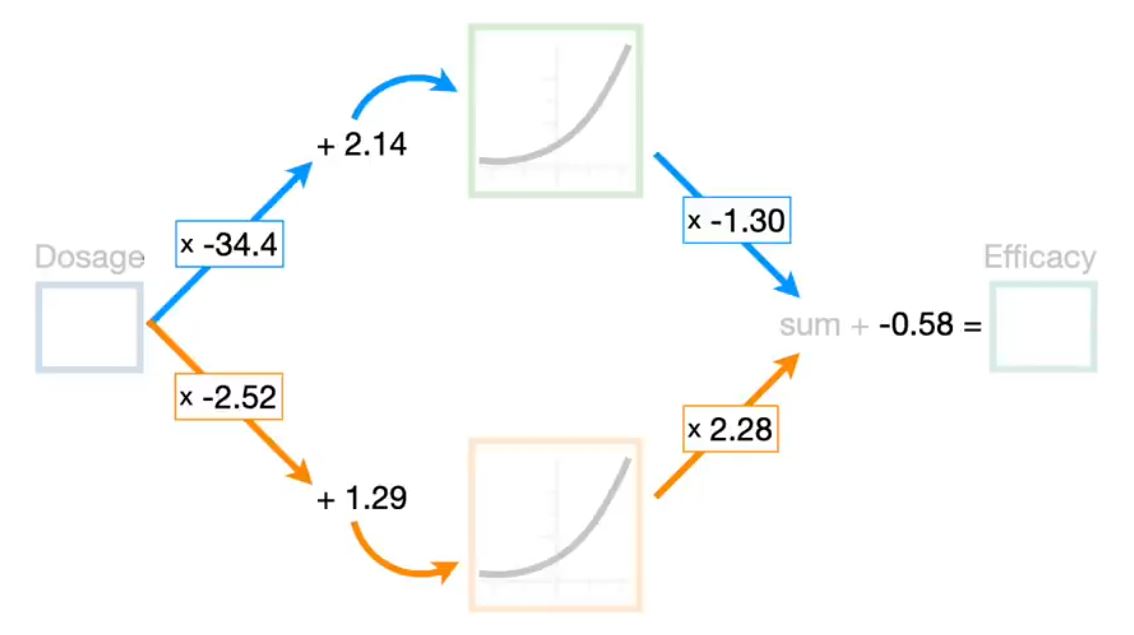 + 2.14
x -34.4
x -1.30
Dosage
Efficacy
sum + -0.58 =
x -2.52
x 2.28
+ 1.29